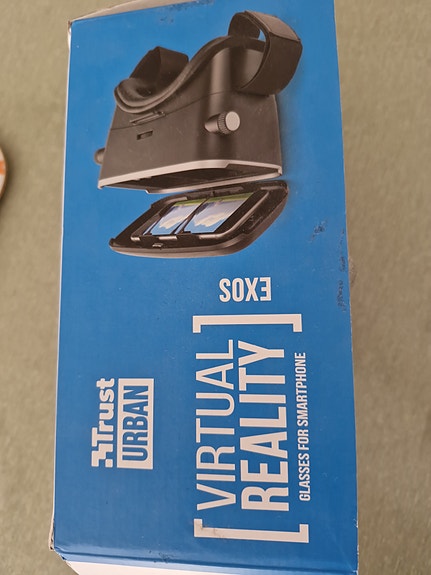 EXOS
Trust
URBAN
[ VIRTUAL
REALITY ]
GLASSES FOR SMARTPHONE